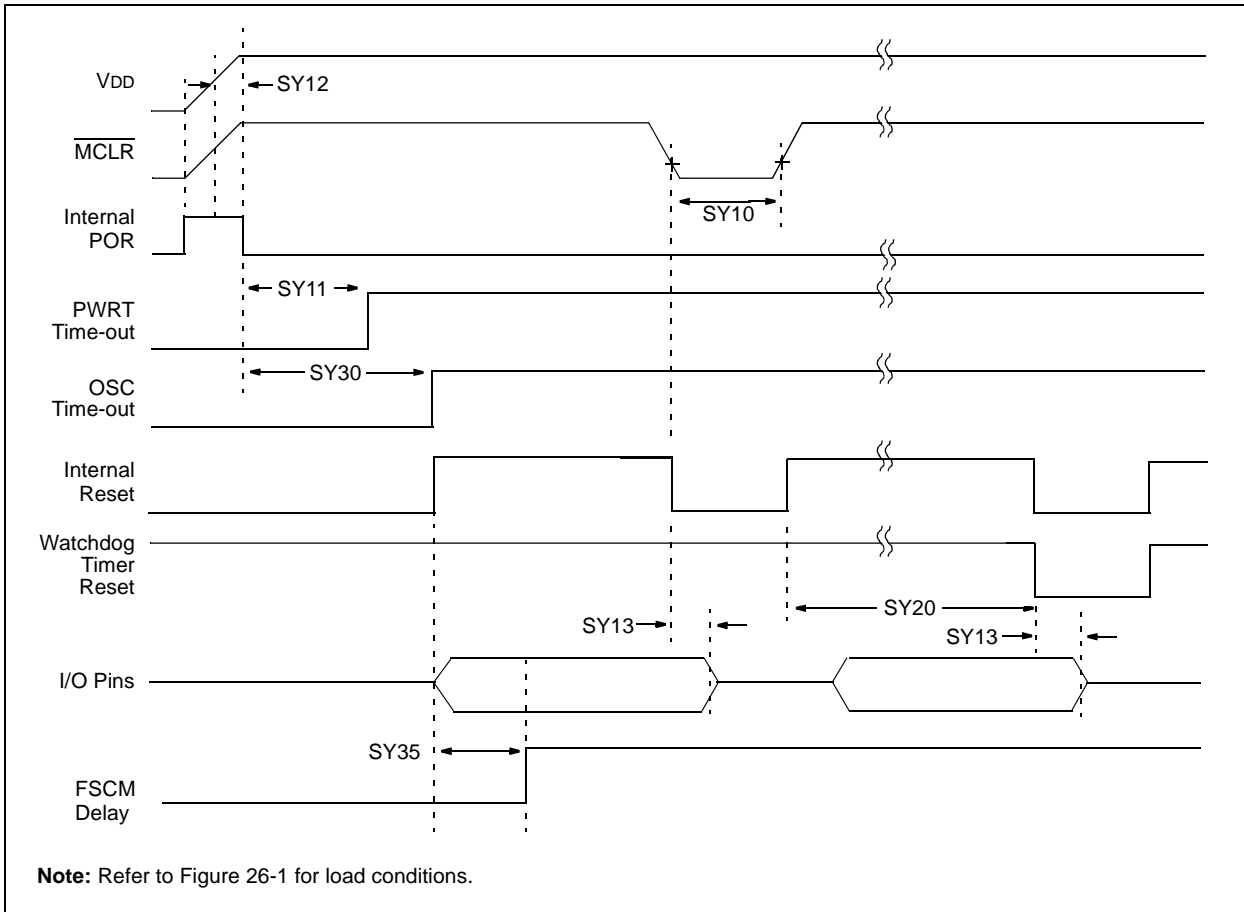 VDD
SY12
MCLR
SY10
Internal
POR
SY11
PWRT
Time-out
SY30
OSC
Time-out
Internal
Reset
Watchdog
Timer
Reset
SY20
SY13
SY13
I/O Pins
SY35
FSCM
Delay
Note: Refer to Figure 26-1 for load conditions.